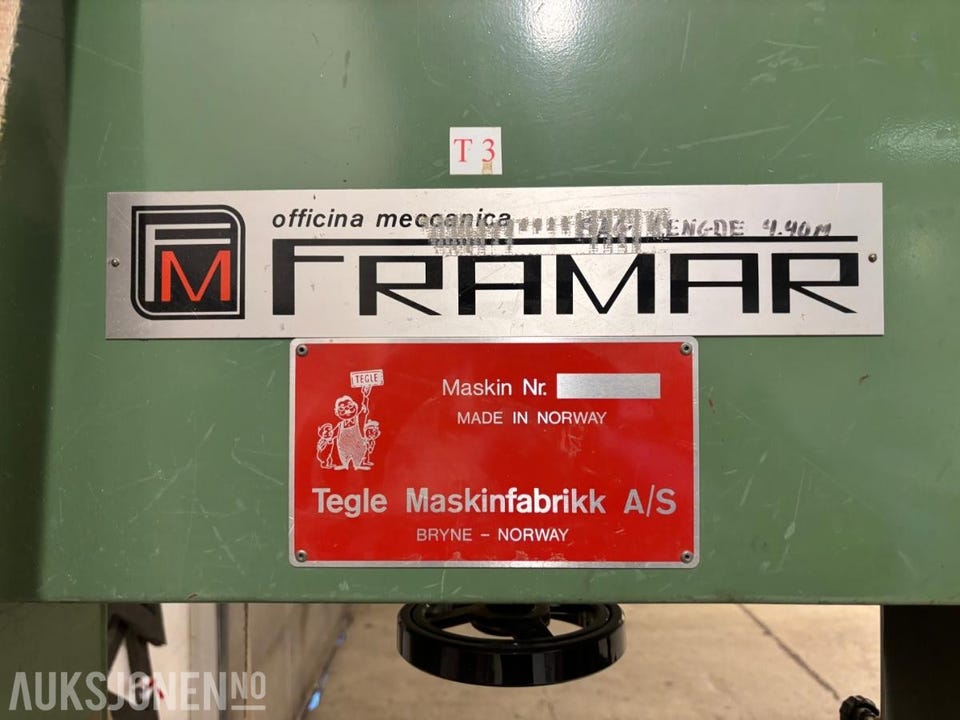 T 3
officina meccanica
LENGDE 4.40M
FM
FRAMAR
TEGLE
Maskin Nr.
MADE IN NORWAY
Tegle Maskinfabrikk A/S
BRYNE – NORWAY
AUKSJONEN.NO